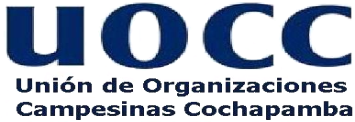 uocc
Unión de Organizaciones
Campesinas Cochapamba